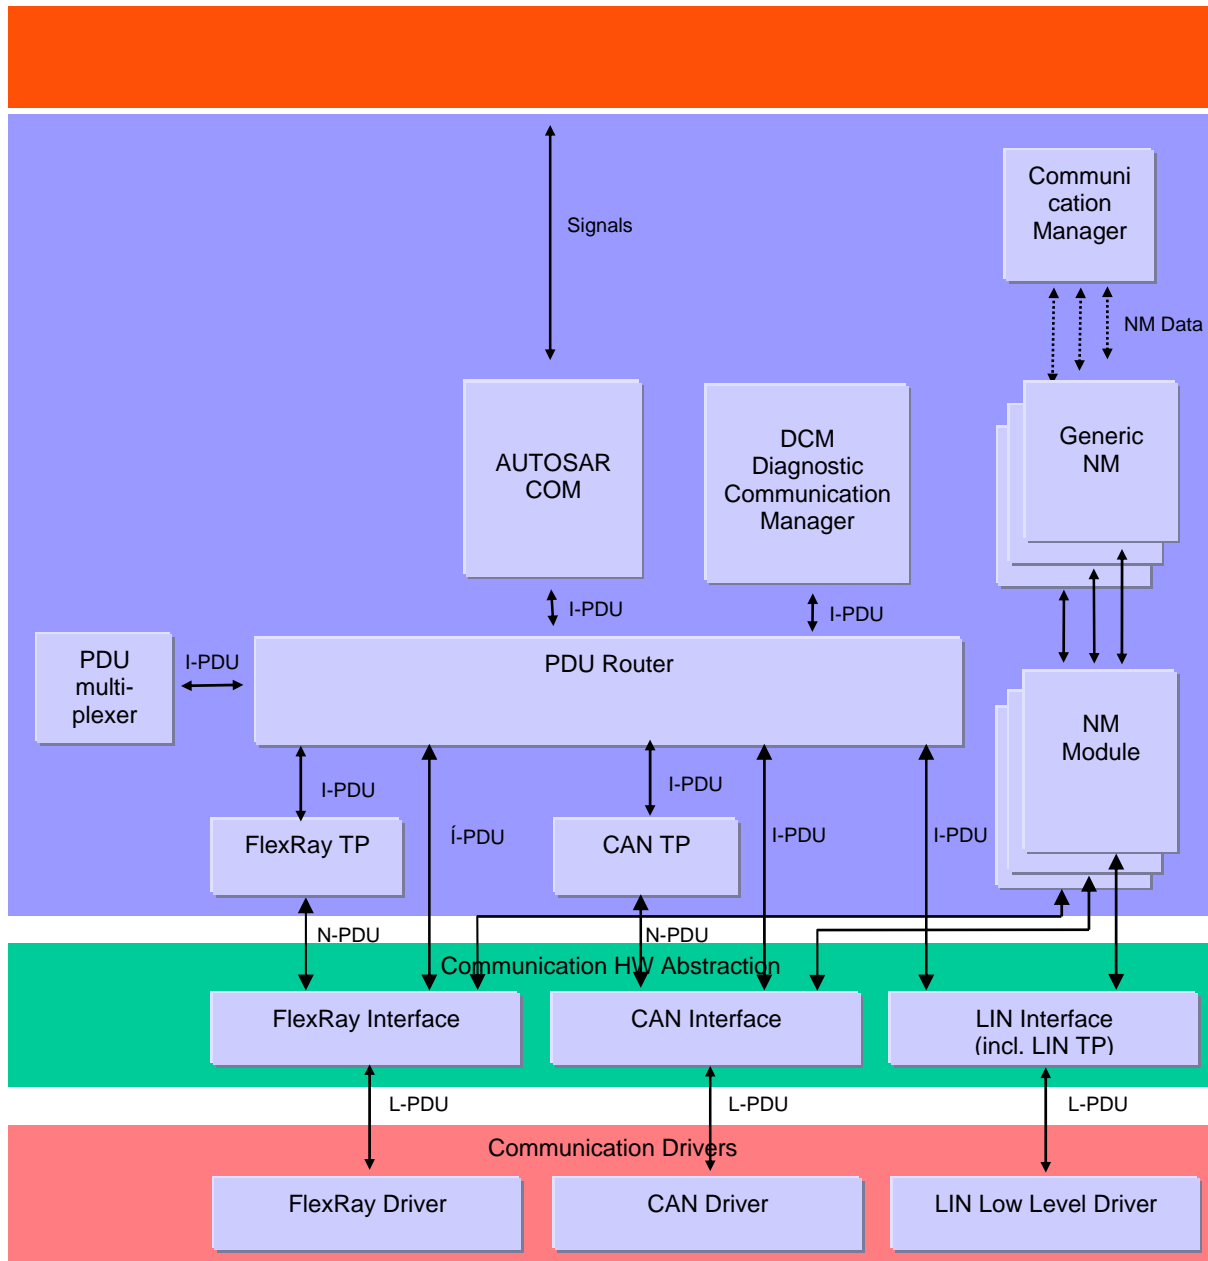 Communi
cation
Manager
Signals
NM Data
AUTOSAR
COM
DCM
Diagnostic
Communication
Manager
Generic
NM
I-PDU
I-PDU
PDU
multi-
plexer
I-PDU
PDU Router
NM
Module
I-PDU
I-PDU
FlexRay TP
Í-PDU
CAN TP
I-PDU
I-PDU
N-PDU
N-PDU
Communication HW Abstraction
FlexRay Interface
CAN Interface
LIN Interface
(incl. LIN TP)
L-PDU
L-PDU
L-PDU
Communication Drivers
FlexRay Driver
CAN Driver
LIN Low Level Driver